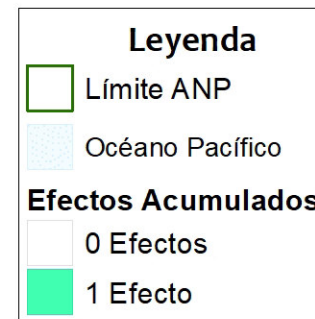 Leyenda
Límite ANP
Océano Pacífico
Efectos Acumulados
0 Efectos
1 Efecto